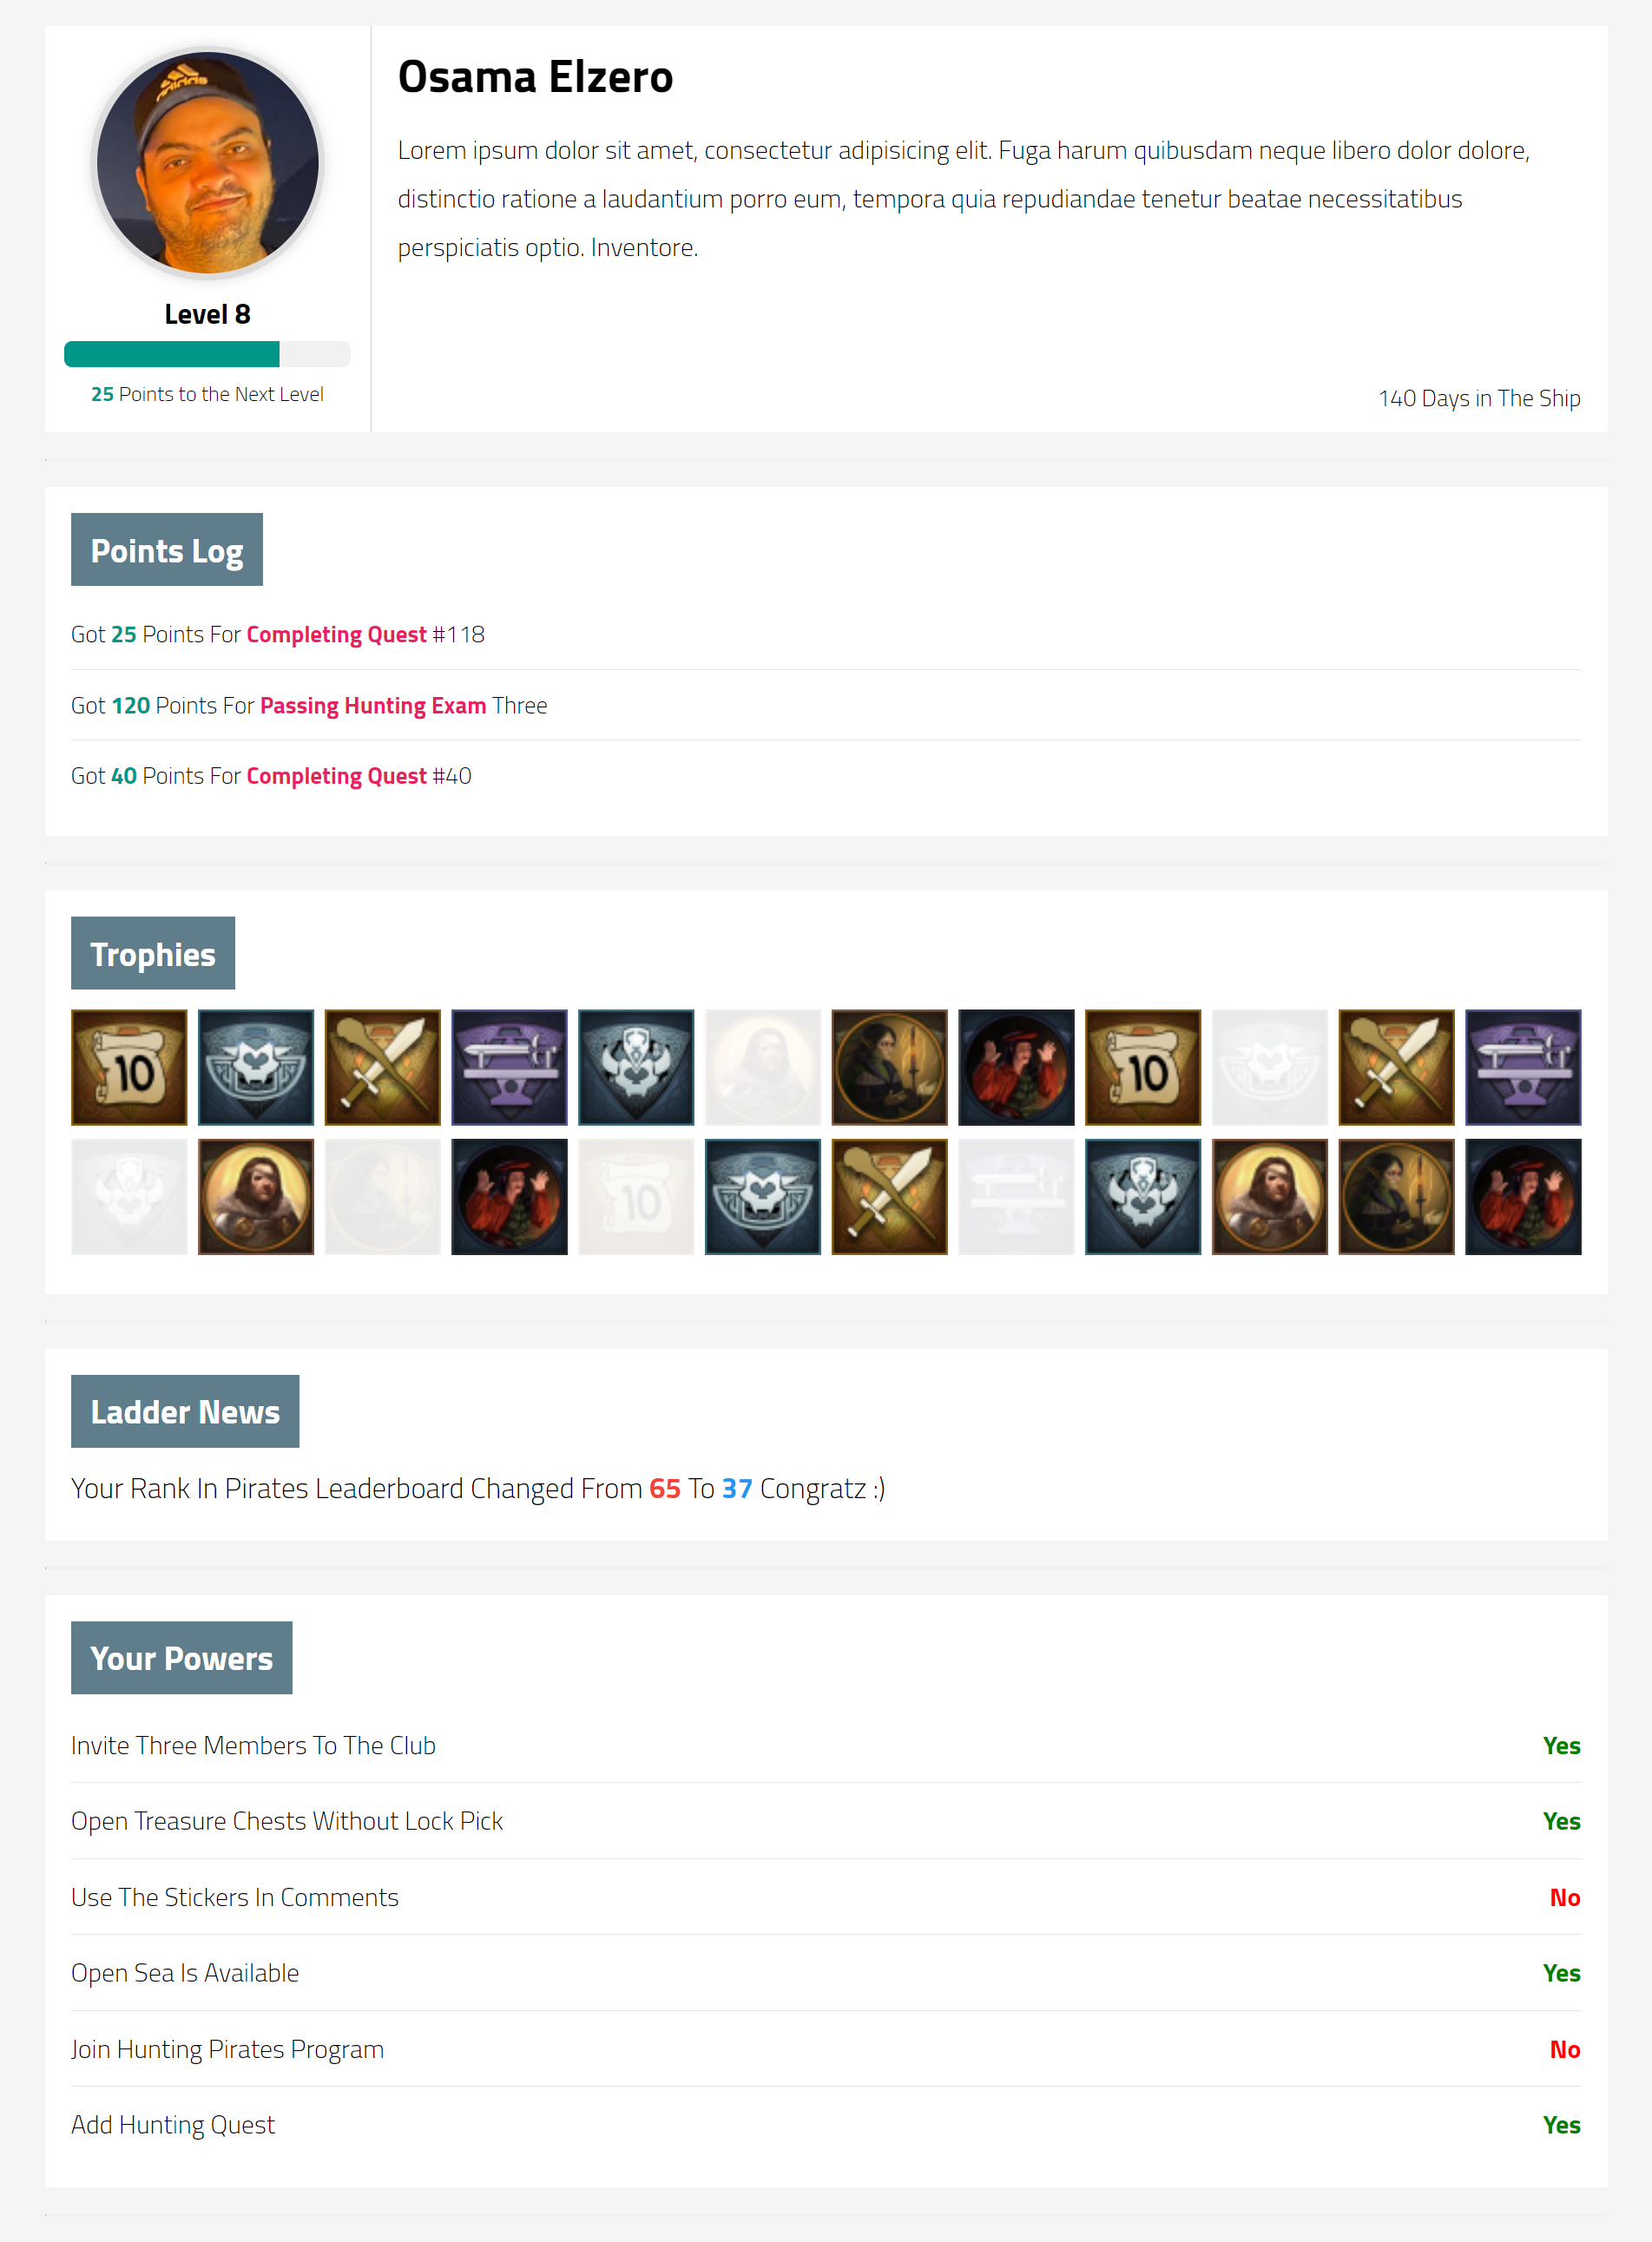 adidas
Osama Elzero
Lorem ipsum dolor sit amet, consectetur adipisicing elit. Fuga harum quibusdam neque libero dolor dolore,
distinctio ratione a laudantium porro eum, tempora quia repudiandae tenetur beatae necessitatibus
perspiciatis optio. Inventore.
Level 8
25 Points to the Next Level
140 Days in The Ship
Points Log
Got 25 Points For Completing Quest #118
Got 120 Points For Passing Hunting Exam Three
Got 40 Points For Completing Quest #40
Trophies
10
10
10
Ladder News
Your Rank In Pirates Leaderboard Changed From 65 To 37 Congratz :)
Your Powers
Invite Three Members To The Club Yes
Open Treasure Chests Without Lock Pick Yes
Use The Stickers In Comments No
Open Sea Is Available Yes
Join Hunting Pirates Program No
Add Hunting Quest Yes